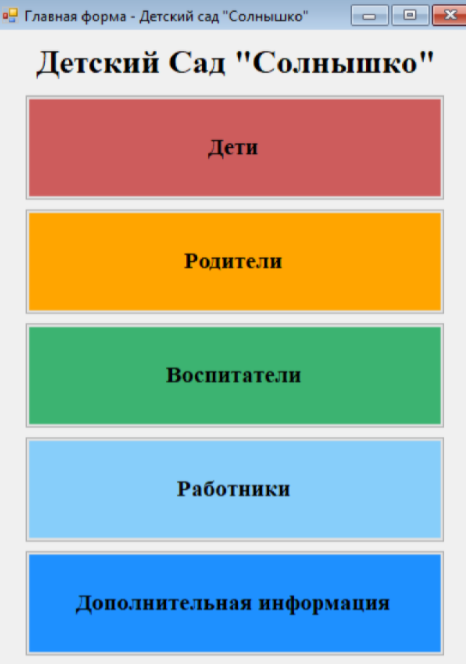 Главная форма - Детский сад "Солнышко"
Детский Сад "Солнышко"
Дети
Родители
Воспитатели
Работники
Дополнительная информация